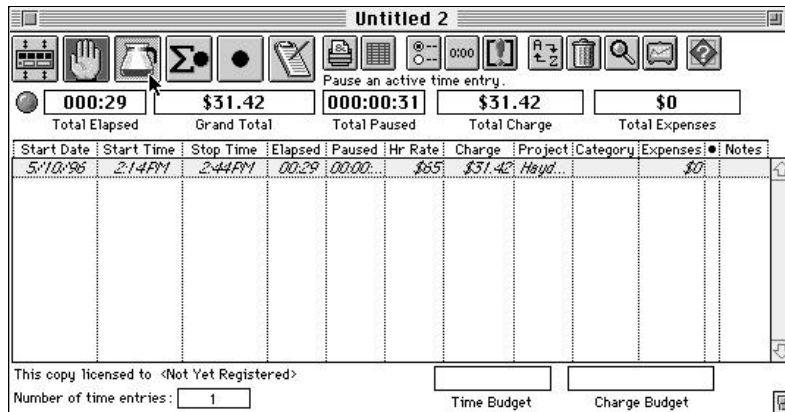 Untitled 2
0:00
A
Z
Pause an active time entry.
000:29 $31.42 000:00:31 $31.42 $0
Total Elapsed Grand Total Total Paused Total Charge Total Expenses
Start Date Start Time Stop Time Elapsed Paused Hr Rate Charge Project Category Expenses ● Notes
5/10/96 2:14PM 2:44PM 00:29 00:00:... $65 $31.42 Hayd... $0
This copy licensed to <Not Yet Registered>
Number of time entries: 1
Time Budget Charge Budget